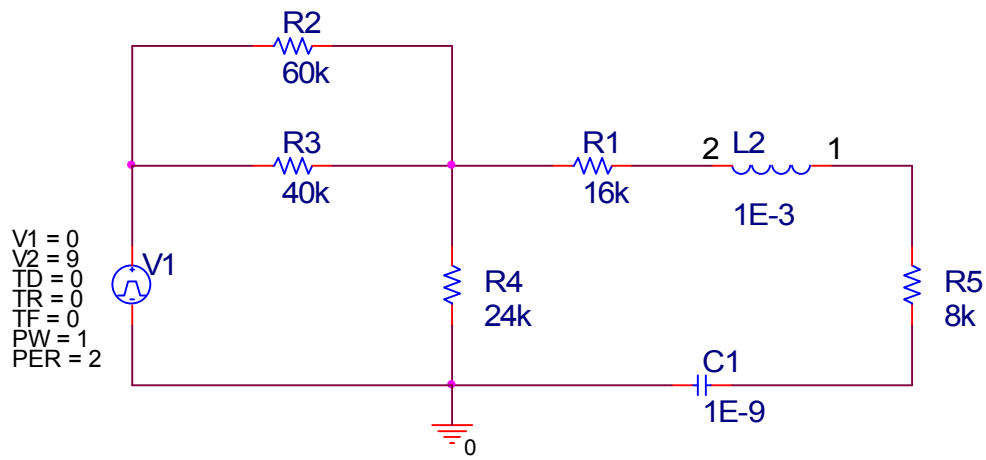 R2
60k
R3
40k
R1
16k
2
L2
1
1E-3
V1 = 0
V2 = 9
TD = 0
TR = 0
TF = 0
PW = 1
PER = 2
V1
R4
24k
R5
8k
C1
1E-9
0